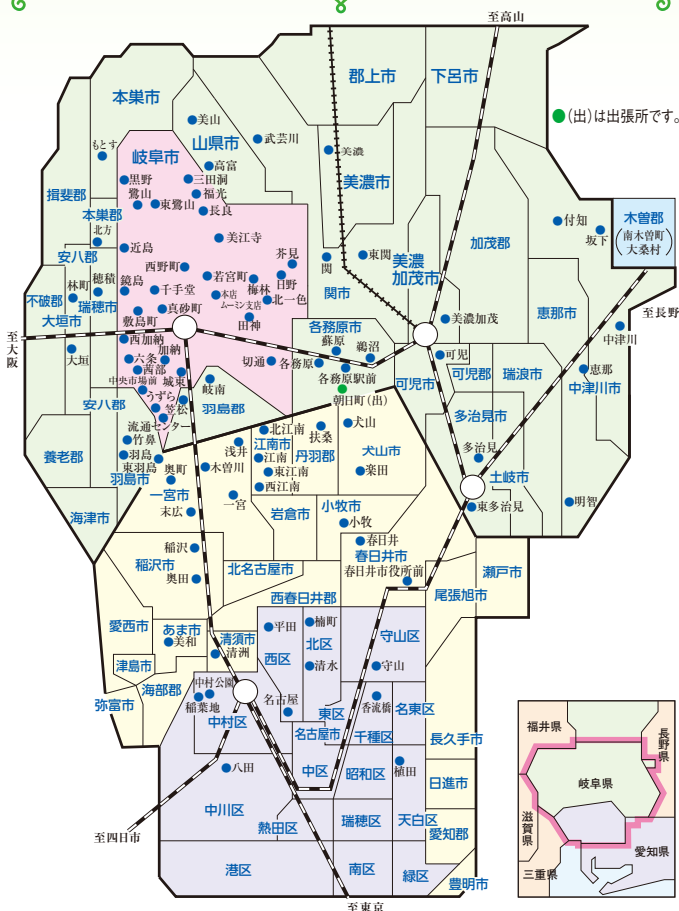 至高山
●(出)は出張所です。
郡上市
下呂市
本巣市
美山
武芸川
山県市
岐阜市
もとす
美濃
高富
美濃市
三田洞
黒野
福光
鷺山
東鷺山
長良
揖斐郡
本巣郡
北方
付知
坂下
木曽郡
(南木曽町
大桑村)
加茂郡
美濃
加茂市
東関
関
関市
近島
美江寺
芥見
西野町
若宮町
日野
梅林
北一色
本店
ムーミン支店
田神
安八郡
林町
穂積
鏡島
千手堂
不破郡
瑞穂市
大垣市
真砂町
敷島町
恵那市
至長野
中津川
恵那
中津川市
美濃加茂
各務原市
蘇原
鵜沼
各務原
各務原駅前
朝日町(出)
切通
至大阪
大垣
西加納
加納
六条
茜部
中央市場前
城東
うずら
笠松
流通センター
岐南
羽島郡
安八郡
可児
可児市
可児郡
瑞浪市
多治見市
多治見
土岐市
東多治見
明智
養老郡
竹鼻
羽島
東羽島
羽島市
海津市
奥町
一宮市
末広
木曽川
浅井
一宮
北江南
江南市
江南
東江南
西江南
扶桑
丹羽郡
犬山
犬山市
楽田
岩倉市
小牧市
小牧
春日井
春日井市
春日井市役所前
稲沢
稲沢市
奥田
北名古屋市
西春日井郡
瀬戸市
尾張旭市
愛西市
あま市
美和
清須市
清洲
津島市
海部郡
弥富市
平田
西区
楠町
北区
清水
守山区
守山
中村公園
稲葉地
中村区
名古屋
東区
名古屋市
香流橋
千種区
名東区
長久手市
中区
昭和区
植田
日進市
八田
中川区
熱田区
瑞穂区
天白区
愛知郡
至四日市
港区
南区
緑区
豊明市
至東京
福井県
長野県
岐阜県
滋賀県
三重県
愛知県